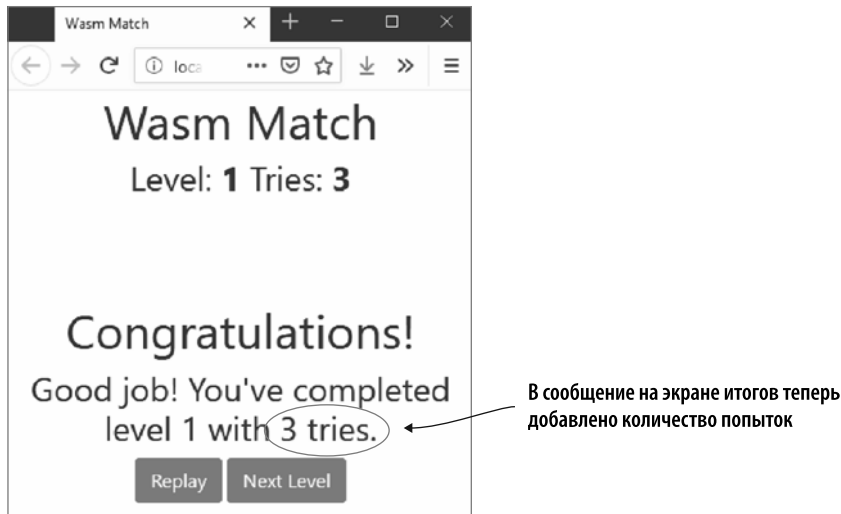 Wasm Match
loca
Wasm Match
Level: 1 Tries: 3
Congratulations!
Good job! You've completed
level 1 with 3 tries.
Replay Next Level
В сообщение на экране итогов теперь
добавлено количество попыток